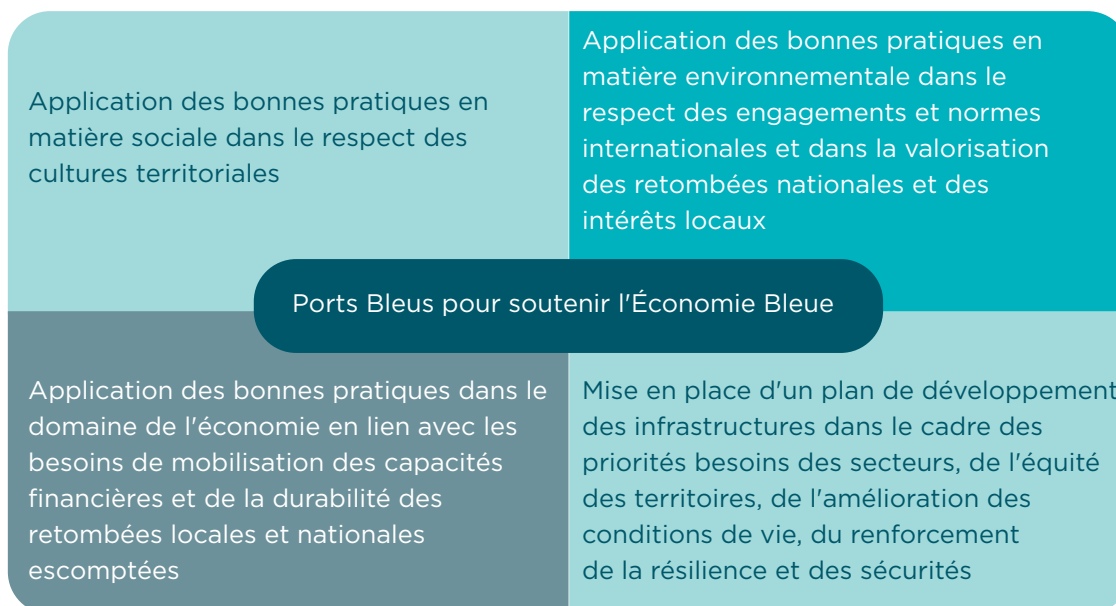 Application des bonnes pratiques en
matière sociale dans le respect des
cultures territoriales
Application des bonnes pratiques en
matière environnementale dans le
respect des engagements et normes
internationales et dans la valorisation
des retombées nationales et des
intérêts locaux
Ports Bleus pour soutenir l'Économie Bleue
Application des bonnes pratiques dans le
domaine de l'économie en lien avec les
besoins de mobilisation des capacités
financières et de la durabilité des
retombées locales et nationales
escomptées
Mise en place d'un plan de développement
des infrastructures dans le cadre des
priorités besoins des secteurs, de l'équité
des territoires, de l'amélioration des
conditions de vie, du renforcement
de la résilience et des sécurités